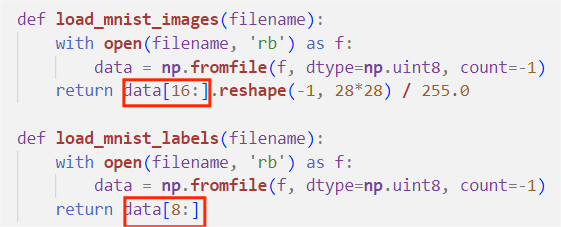 def load_mnist_images(filename):
    with open(filename, 'rb') as f:
        data = np.fromfile(f, dtype=np.uint8, count=-1)
    return data[16:].reshape(-1, 28*28) / 255.0

def load_mnist_labels(filename):
    with open(filename, 'rb') as f:
        data = np.fromfile(f, dtype=np.uint8, count=-1)
    return data[8:]